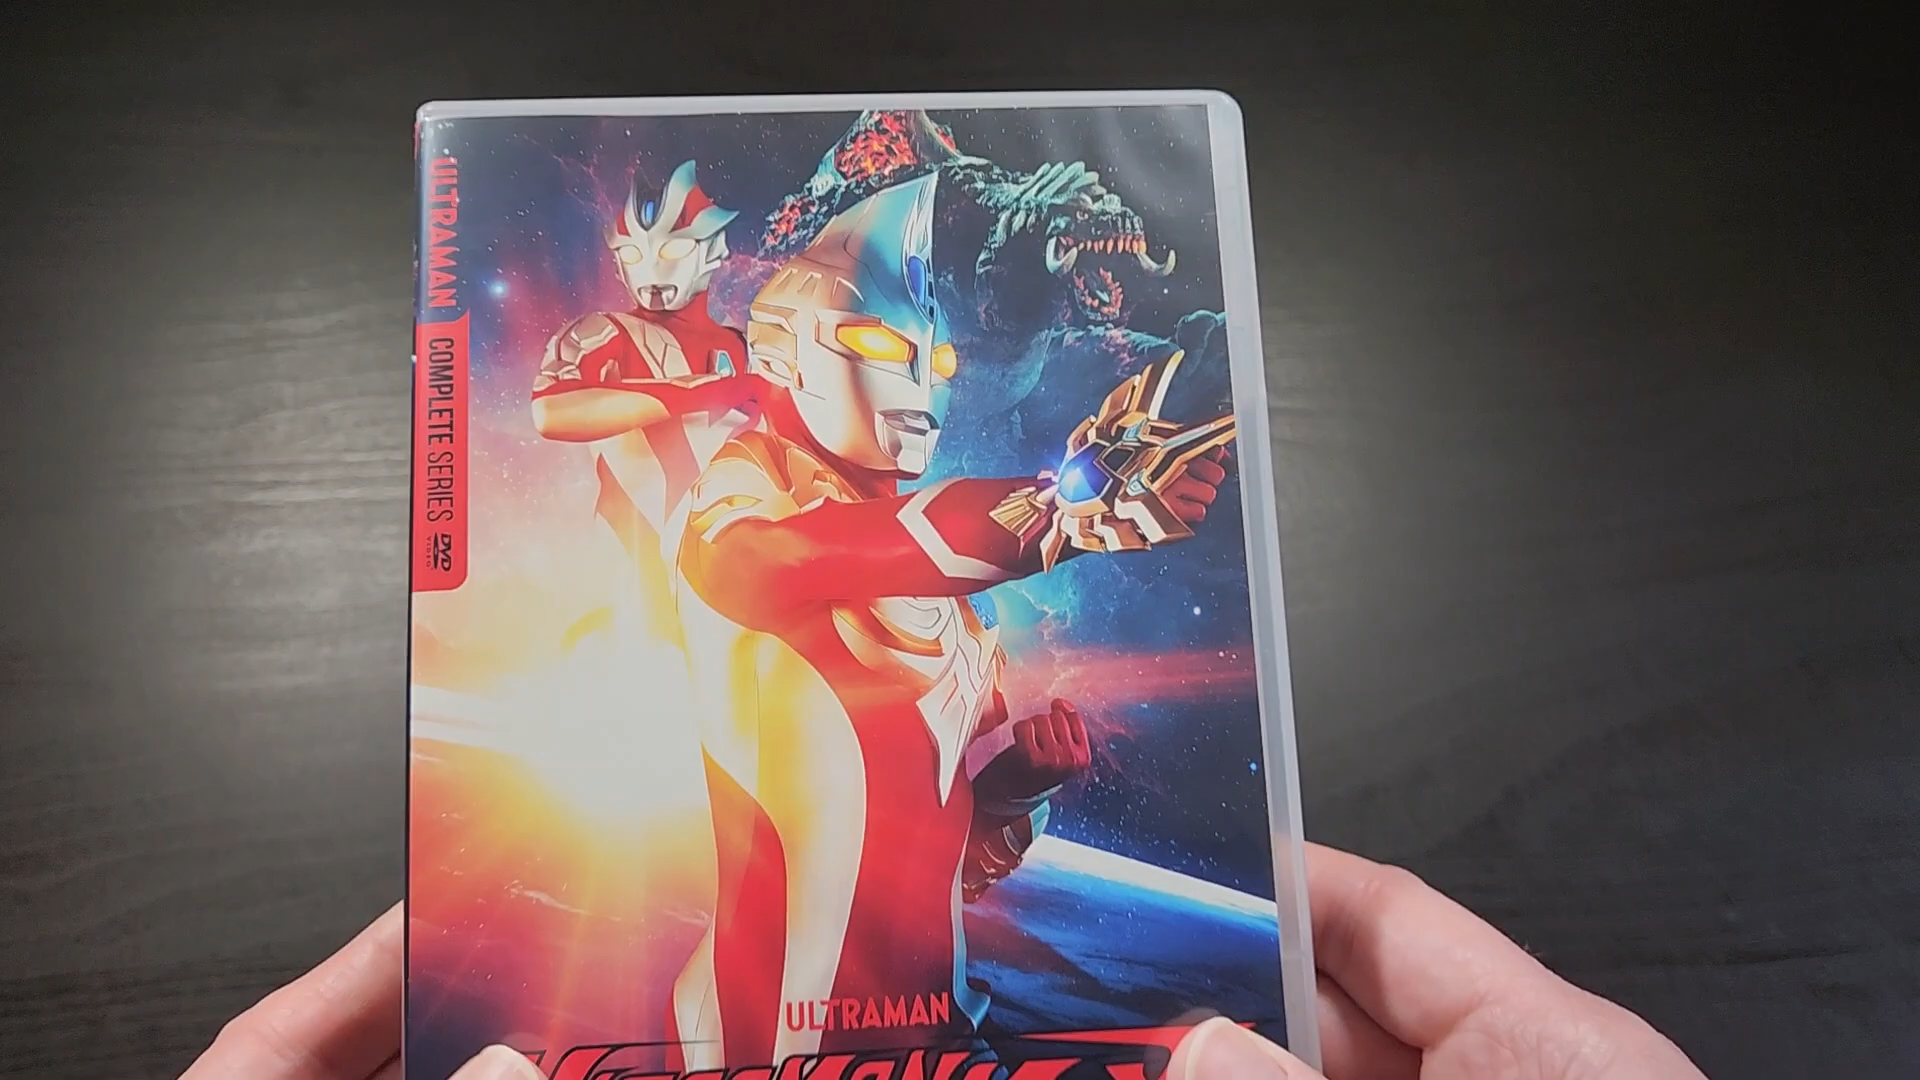 ULTRAMAN
COMPLETE SERIES
DVD
VIDEO
ULTRAMAN